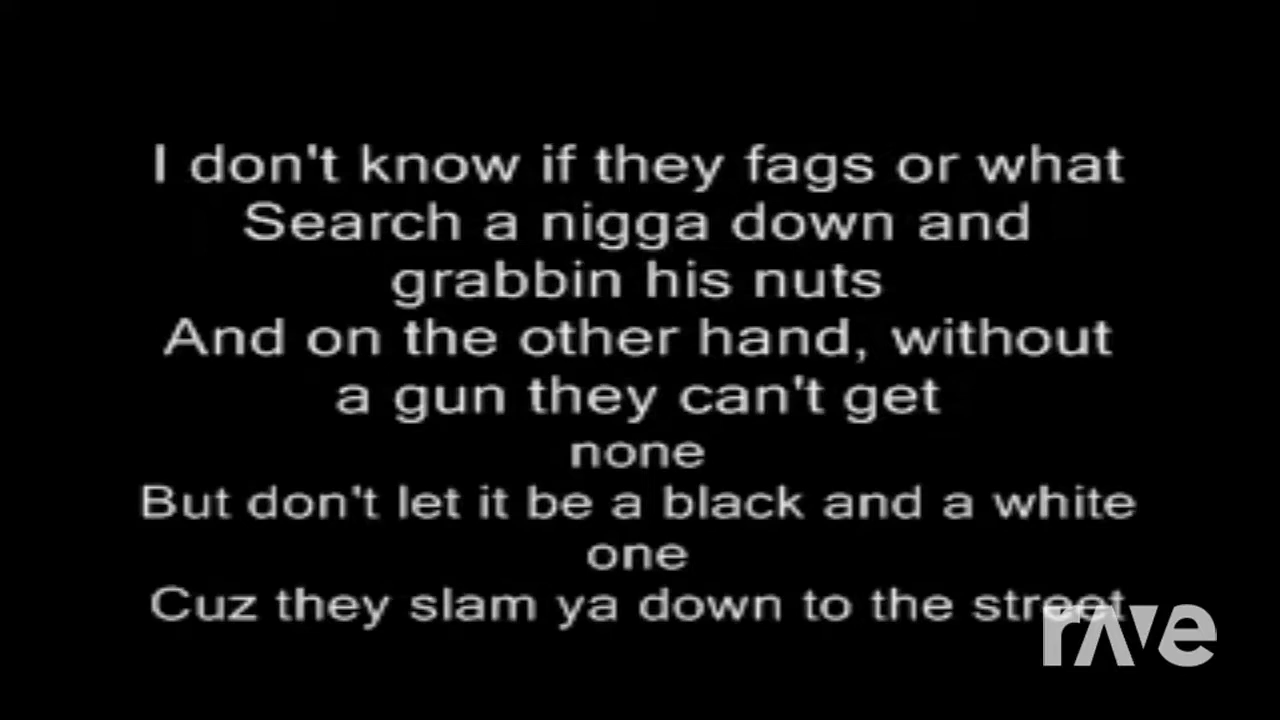 I don't know if they fags or what
Search a nigga down and
grabbin his nuts
And on the other hand, without
a gun they can't get
none
But don't let it be a black and a white
one
Cuz they slam ya down to the street
rave